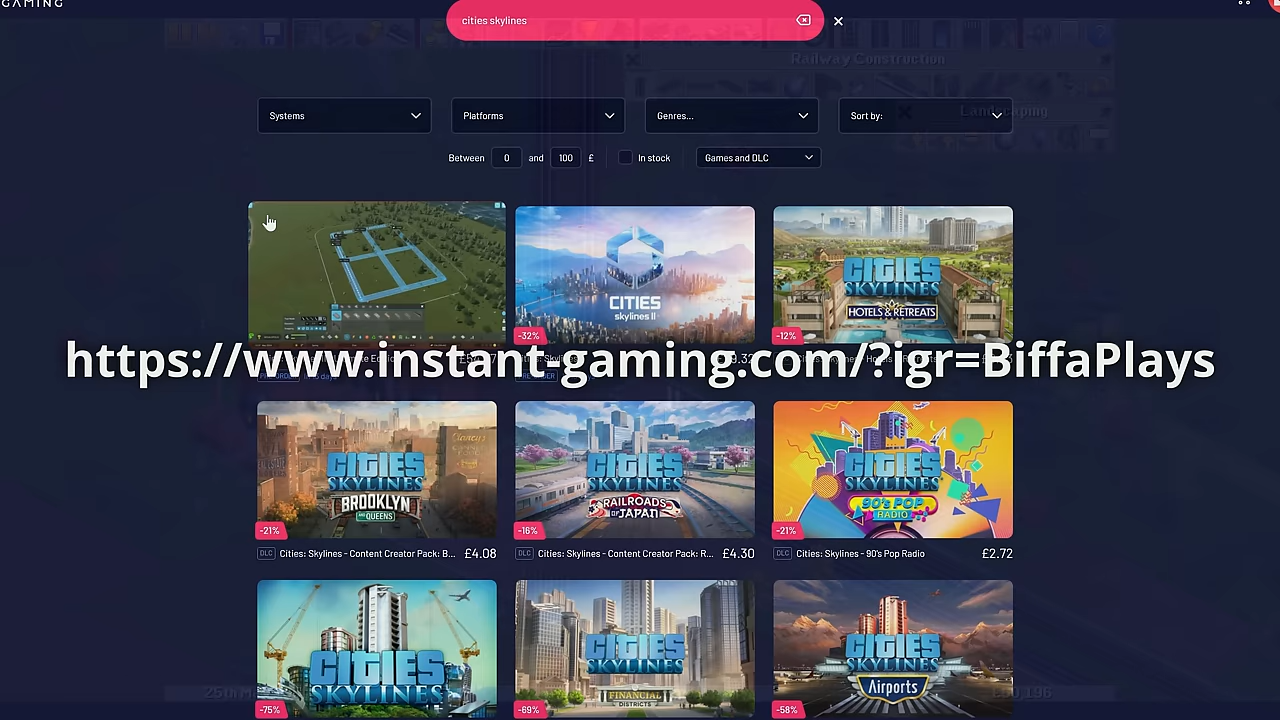 GAMING
cities skylines
Railway Construction
Landscaping
Systems
Platforms
Genres...
Sort by:
Between 0 and 100 £
In stock
Games and DLC
CITIES
skylines II
-32%
CITIES
SKYLINES
HOTELS & RETREATS
-12%
https://www.instant-gaming.com/?igr=BiffaPlays
CITIES
SKYLINES
BROOKLYN
& QUEENS
-21%
CITIES
SKYLINES
RAILROADS
OF JAPAN
-16%
CITIES
SKYLINES
90's POP
RADIO
-21%
DLC Cities: Skylines - Content Creator Pack: B... £4.08
DLC Cities: Skylines - Content Creator Pack: R... £4.30
DLC Cities: Skylines - 90's Pop Radio £2.72
CITIES
SKYLINES
-75%
CITIES
SKYLINES
FINANCIAL
DISTRICTS
-69%
CITIES
SKYLINES
Airports
-58%